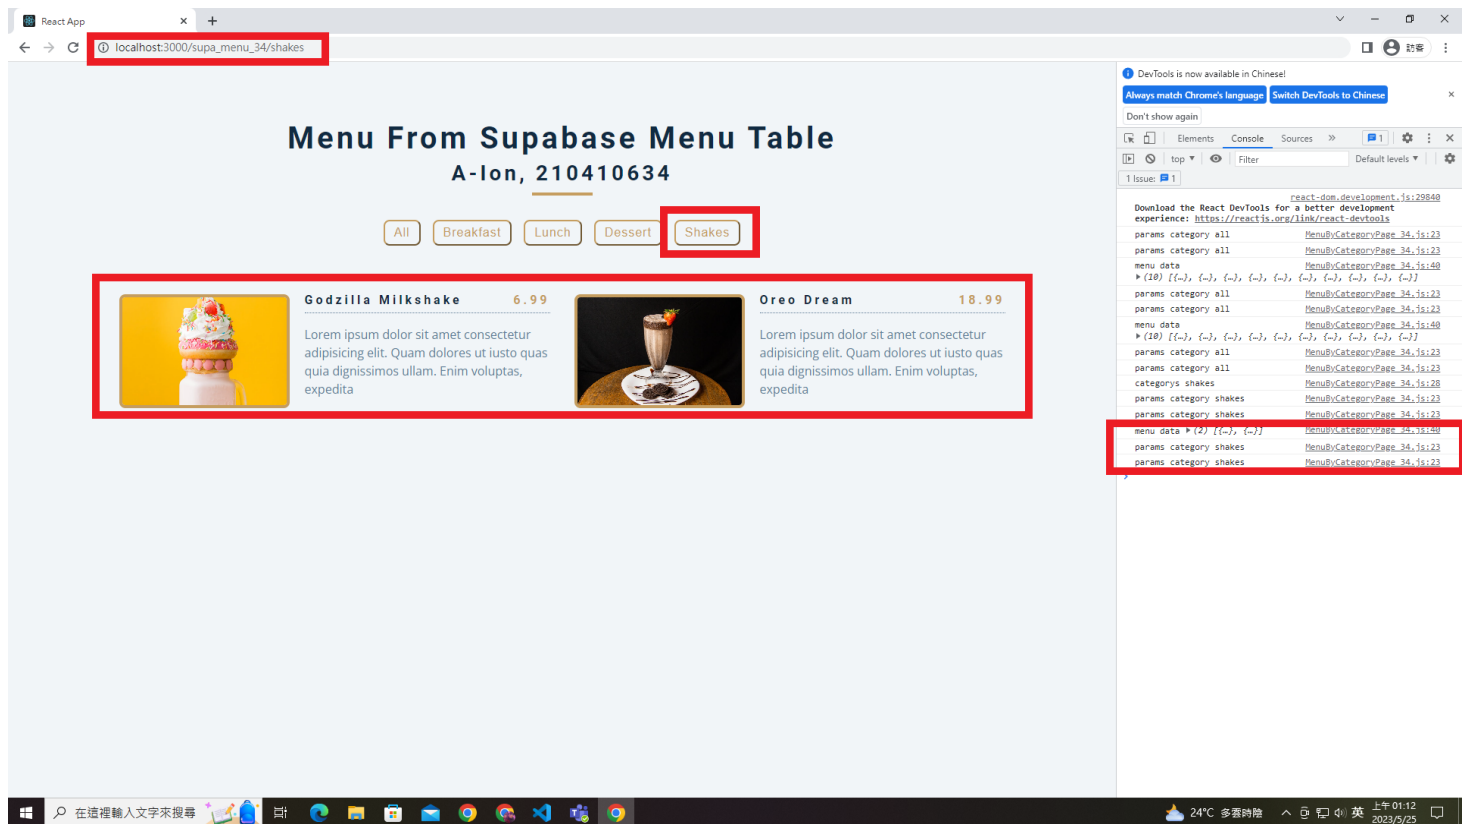 React App
localhost:3000/supa_menu_34/shakes
訪客
Menu From Supabase Menu Table
A-lon, 210410634
All Breakfast Lunch Dessert Shakes
Godzilla Milkshake 6.99
Lorem ipsum dolor sit amet consectetur
adipisicing elit. Quam dolores ut iusto quas
quia dignissimos ullam. Enim voluptas,
expedita
Oreo Dream 18.99
Lorem ipsum dolor sit amet consectetur
adipisicing elit. Quam dolores ut iusto quas
quia dignissimos ullam. Enim voluptas,
expedita
DevTools is now available in Chinese!
Always match Chrome's language Switch DevTools to Chinese
Don't show again
Elements Console Sources » 1
top ▼ Filter Default levels ▼
1 Issue: 1
react-dom.development.js:29840
Download the React DevTools for a better development
experience: https://reactjs.org/link/react-devtools
params category all MenuByCategoryPage_34.js:23
params category all MenuByCategoryPage_34.js:23
menu data MenuByCategoryPage_34.js:40
(10) [{…}, {…}, {…}, {…}, {…}, {…}, {…}, {…}, {…}, {…}]
params category all MenuByCategoryPage_34.js:23
params category all MenuByCategoryPage_34.js:23
menu data MenuByCategoryPage_34.js:40
(10) [{…}, {…}, {…}, {…}, {…}, {…}, {…}, {…}, {…}, {…}]
params category all MenuByCategoryPage_34.js:23
params category all MenuByCategoryPage_34.js:23
categorys shakes MenuByCategoryPage_34.js:28
params category shakes MenuByCategoryPage_34.js:23
params category shakes MenuByCategoryPage_34.js:23
menu data (2) [{…}, {…}] MenuByCategoryPage_34.js:40
params category shakes MenuByCategoryPage_34.js:23
params category shakes MenuByCategoryPage_34.js:23
在這裡輸入文字來搜尋
24°C 多雲時陰
英
上午 01:12
2023/5/25